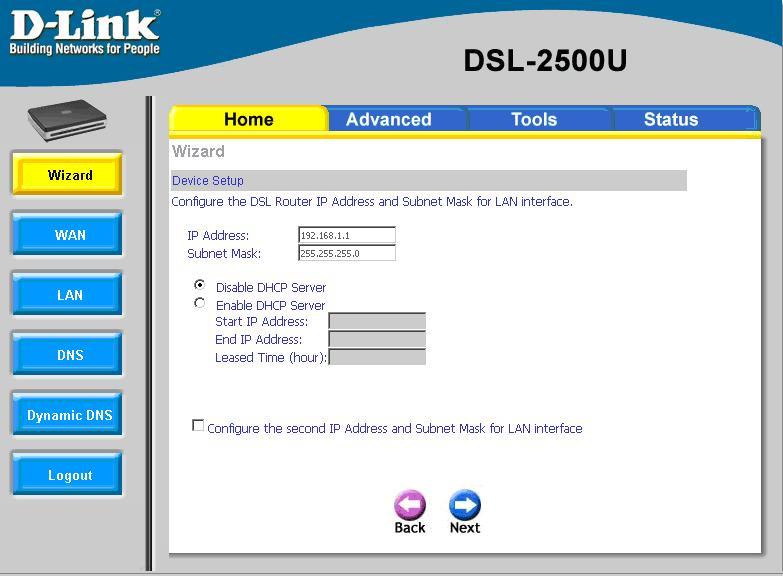 D-Link®
Building Networks for People
DSL-2500U
Home
Advanced
Tools
Status
Wizard
WAN
LAN
DNS
Dynamic DNS
Logout
Wizard
Device Setup
Configure the DSL Router IP Address and Subnet Mask for LAN interface.
IP Address: 192.168.1.1
Subnet Mask: 255.255.255.0
Disable DHCP Server
Enable DHCP Server
Start IP Address:
End IP Address:
Leased Time (hour):
Configure the second IP Address and Subnet Mask for LAN interface
Back
Next